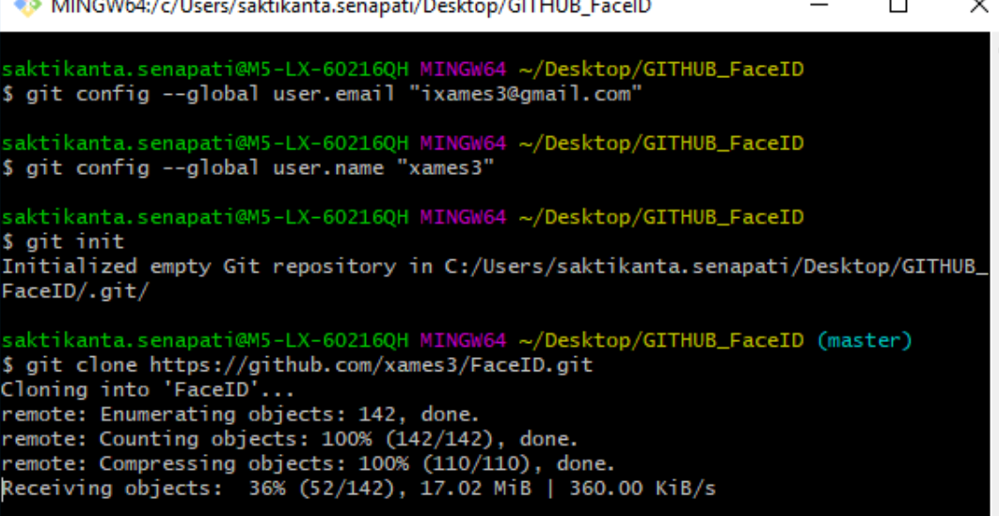 MINGW64:/c/Users/saktikanta.senapati/Desktop/GITHUB_FaceID
saktikanta.senapati@M5-LX-60216QH MINGW64 ~/Desktop/GITHUB_FaceID
$ git config --global user.email "ixames3@gmail.com"
saktikanta.senapati@M5-LX-60216QH MINGW64 ~/Desktop/GITHUB_FaceID
$ git config --global user.name "xames3"
saktikanta.senapati@M5-LX-60216QH MINGW64 ~/Desktop/GITHUB_FaceID
$ git init
Initialized empty Git repository in C:/Users/saktikanta.senapati/Desktop/GITHUB_
FaceID/.git/
saktikanta.senapati@M5-LX-60216QH MINGW64 ~/Desktop/GITHUB_FaceID (master)
$ git clone https://github.com/xames3/FaceID.git
Cloning into 'FaceID'...
remote: Enumerating objects: 142, done.
remote: Counting objects: 100% (142/142), done.
remote: Compressing objects: 100% (110/110), done.
Receiving objects:  36% (52/142), 17.02 MiB | 360.00 KiB/s